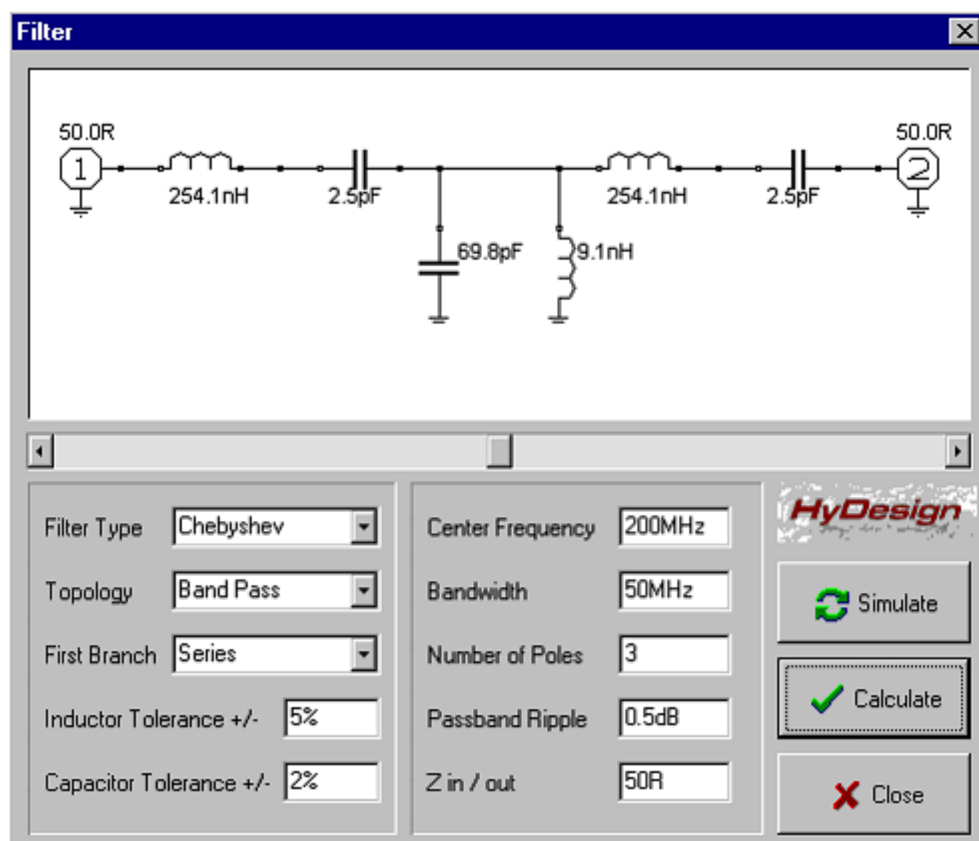 Filter
50.0R
50.0R
1
2
254.1nH
2.5pF
254.1nH
2.5pF
69.8pF
9.1nH
Filter Type Chebyshev
Topology Band Pass
First Branch Series
Inductor Tolerance +/- 5%
Capacitor Tolerance +/- 2%
Center Frequency 200MHz
Bandwidth 50MHz
Number of Poles 3
Passband Ripple 0.5dB
Z in / out 50R
HyDesign
Simulate
Calculate
Close